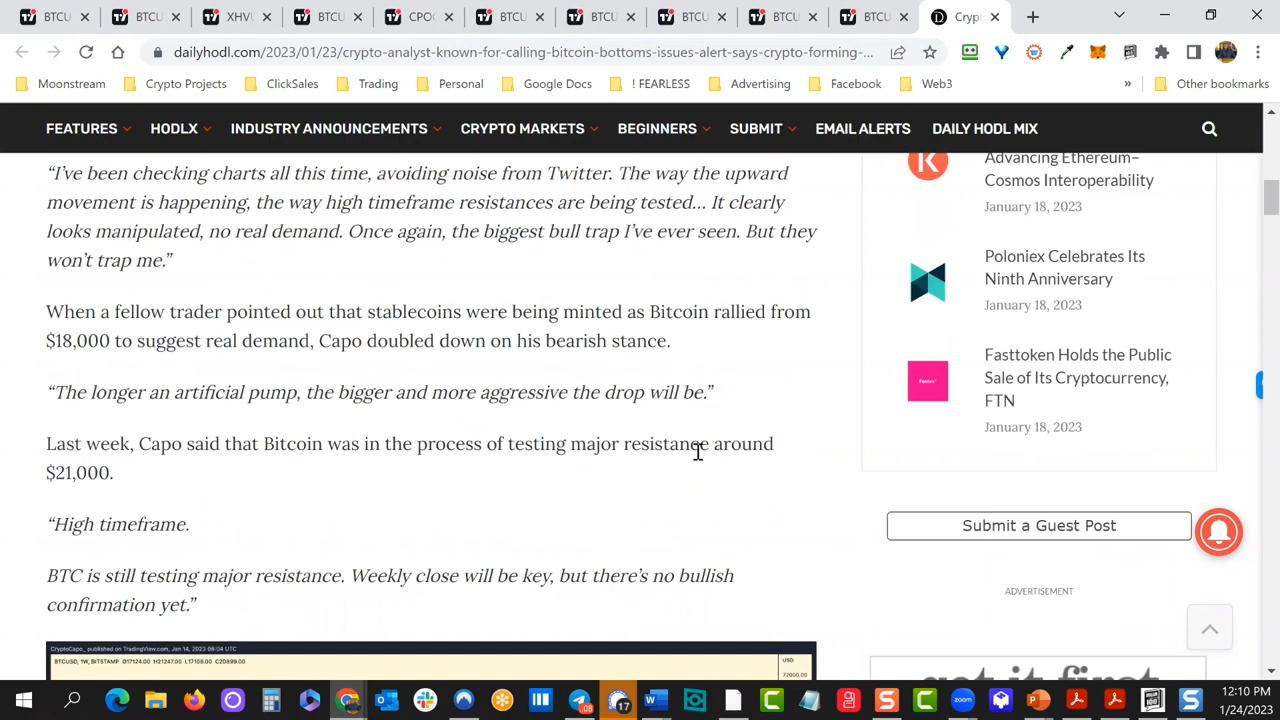 BTCU
BTCU
XHVU
BTCU
CPOO
BTCU
BTCU
BTCU
BTCU
BTCU
Cryp
dailyhodl.com/2023/01/23/crypto-analyst-known-for-calling-bitcoin-bottoms-issues-alert-says-crypto-forming-...
Moonstream
Crypto Projects
ClickSales
Trading
Personal
Google Docs
! FEARLESS
Advertising
Facebook
Web3
»
Other bookmarks
FEATURES
HODLX
INDUSTRY ANNOUNCEMENTS
CRYPTO MARKETS
BEGINNERS
SUBMIT
EMAIL ALERTS
DAILY HODL MIX
“I’ve been checking charts all this time, avoiding noise from Twitter. The way the upward
movement is happening, the way high timeframe resistances are being tested… It clearly
looks manipulated, no real demand. Once again, the biggest bull trap I’ve ever seen. But they
won’t trap me.”
When a fellow trader pointed out that stablecoins were being minted as Bitcoin rallied from
$18,000 to suggest real demand, Capo doubled down on his bearish stance.
“The longer an artificial pump, the bigger and more aggressive the drop will be.”
Last week, Capo said that Bitcoin was in the process of testing major resistance around
$21,000.
“High timeframe.
BTC is still testing major resistance. Weekly close will be key, but there’s no bullish
confirmation yet.”
CryptoCapo_ published on TradingView.com, Jan 14, 2023 08:04 UTC
BTCUSD, 1W, BITSTAMP O17124.00 H21247.00 L17108.00 C20899.00
USD
72000.00
Advancing Ethereum–
Cosmos Interoperability
January 18, 2023
Poloniex Celebrates Its
Ninth Anniversary
January 18, 2023
Fasttoken Holds the Public
Sale of Its Cryptocurrency,
FTN
January 18, 2023
Submit a Guest Post
ADVERTISEMENT
get it first
12:10 PM
1/24/2023